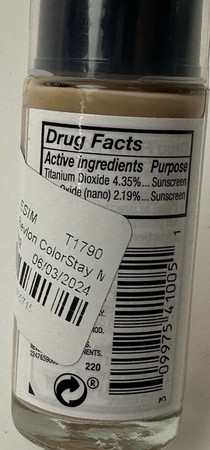 Drug Facts
Active ingredients Purpose
Titanium Dioxide 4.35%... Sunscreen
Oxide (nano) 2.19%... Sunscreen
T1790
Revlon ColorStay
06/03/2024
220
3 09975 41005 1